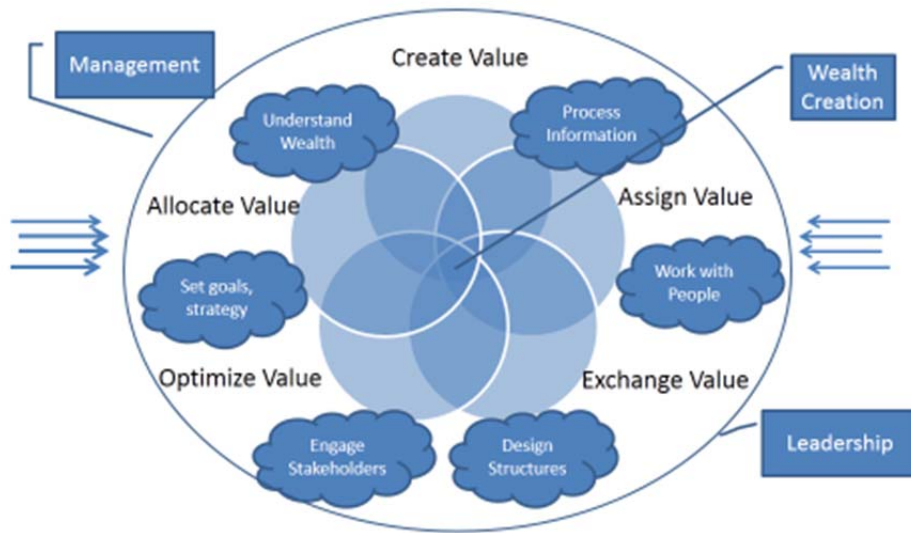 Management
Create Value
Wealth
Creation
Understand
Wealth
Process
Information
Allocate Value
Assign Value
Set goals,
strategy
Work with
People
Optimize Value
Exchange Value
Engage
Stakeholders
Design
Structures
Leadership